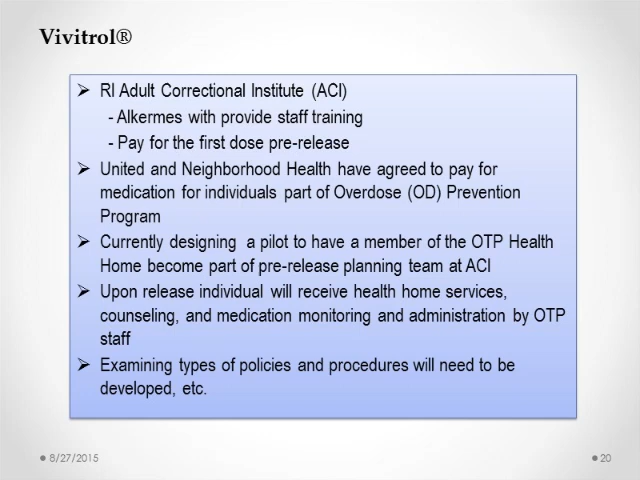 Vivitrol®
➢ RI Adult Correctional Institute (ACI)
- Alkermes with provide staff training
- Pay for the first dose pre-release
➢ United and Neighborhood Health have agreed to pay for
medication for individuals part of Overdose (OD) Prevention
Program
➢ Currently designing a pilot to have a member of the OTP Health
Home become part of pre-release planning team at ACI
➢ Upon release individual will receive health home services,
counseling, and medication monitoring and administration by OTP
staff
➢ Examining types of policies and procedures will need to be
developed, etc.
8/27/2015
20